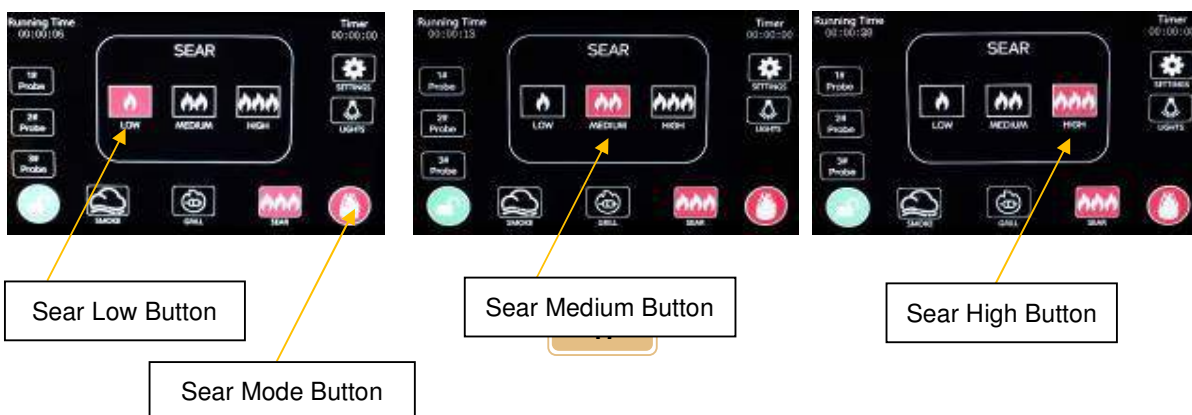 Running Time
00:00:06
Timer
00:00:00
SEAR
LOW
MEDIUM
HIGH
1#
Probe
2#
Probe
3#
Probe
SETTINGS
LIGHTS
SMOKE
GRILL
SEAR
Running Time
00:00:13
Timer
00:00:00
SEAR
LOW
MEDIUM
HIGH
1#
Probe
2#
Probe
3#
Probe
SETTINGS
LIGHTS
SMOKE
GRILL
SEAR
Running Time
00:00:20
Timer
SEAR
LOW
MEDIUM
HIGH
1#
Probe
2#
Probe
3#
Probe
SETTINGS
LIGHTS
SMOKE
GRILL
SEAR
Sear Low Button
Sear Medium Button
Sear High Button
Sear Mode Button